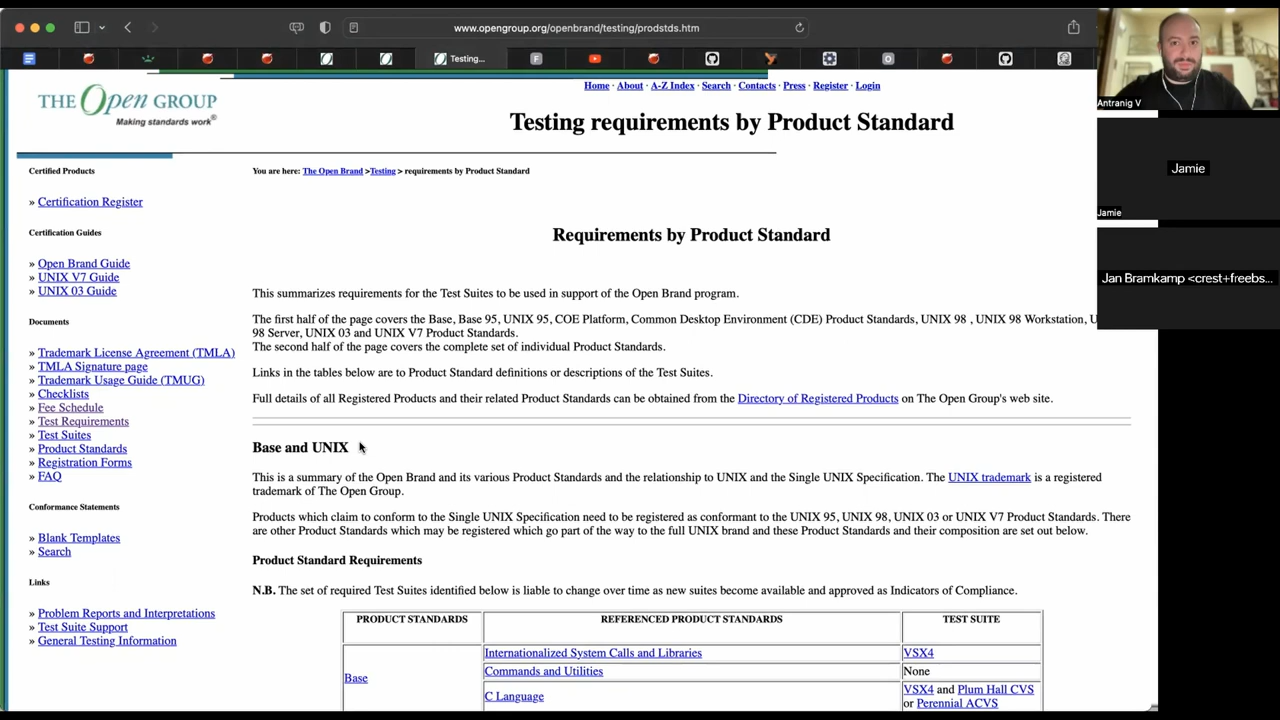 www.opengroup.org/openbrand/testing/prodstds.htm
Testing...
THE Open GROUP
Making standards work®
Home · About · A-Z Index · Search · Contacts · Press · Register · Login
Testing requirements by Product Standard
Certified Products
» Certification Register
Certification Guides
» Open Brand Guide
» UNIX V7 Guide
» UNIX 03 Guide
Documents
» Trademark License Agreement (TMLA)
» TMLA Signature page
» Trademark Usage Guide (TMUG)
» Checklists
» Fee Schedule
» Test Requirements
» Test Suites
» Product Standards
» Registration Forms
» FAQ
Conformance Statements
» Blank Templates
» Search
Links
» Problem Reports and Interpretations
» Test Suite Support
» General Testing Information
You are here: The Open Brand >Testing > requirements by Product Standard
Requirements by Product Standard
This summarizes requirements for the Test Suites to be used in support of the Open Brand program.
The first half of the page covers the Base, Base 95, UNIX 95, COE Platform, Common Desktop Environment (CDE) Product Standards, UNIX 98 , UNIX 98 Workstation, U
98 Server, UNIX 03 and UNIX V7 Product Standards.
The second half of the page covers the complete set of individual Product Standards.
Links in the tables below are to Product Standard definitions or descriptions of the Test Suites.
Full details of all Registered Products and their related Product Standards can be obtained from the Directory of Registered Products on The Open Group's web site.
Base and UNIX
This is a summary of the Open Brand and its various Product Standards and the relationship to UNIX and the Single UNIX Specification. The UNIX trademark is a registered
trademark of The Open Group.
Products which claim to conform to the Single UNIX Specification need to be registered as conformant to the UNIX 95, UNIX 98, UNIX 03 or UNIX V7 Product Standards. There
are other Product Standards which may be registered which go part of the way to the full UNIX brand and these Product Standards and their composition are set out below.
Product Standard Requirements
N.B. The set of required Test Suites identified below is liable to change over time as new suites become available and approved as Indicators of Compliance.
PRODUCT STANDARDS REFERENCED PRODUCT STANDARDS TEST SUITE
Base
Internationalized System Calls and Libraries VSX4
Commands and Utilities None
C Language VSX4 and Plum Hall CVS
or Perennial ACVS
Antranig V
Jamie
Jamie
Jan Bramkamp <crest+freebs...